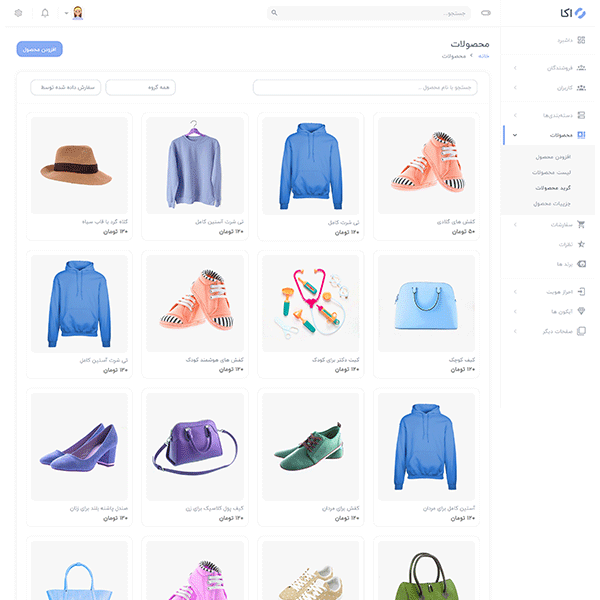 اکا
جستجو...
داشبورد
فروشندگان
کاربران
دسته‌بندی‌ها
محصولات
افزودن محصول
لیست محصولات
گرید محصولات
جزییات محصول
سفارشات
نظرات
برند ها
احراز هویت
آیکون ها
صفحات دیگر
محصولات
خانه
محصولات
افزودن محصول
جستجو با نام محصول ..
همه گروه
سفارش داده شده توسط
کفش های گتادی
۵۰ تومان
تی شرت کامل
۱۲۰ تومان
تی شرت آستین کامل
۱۲۰ تومان
کلاه گرد با قاب سیاه
۱۲۰ تومان
کیف کوچک
۱۲۰ تومان
کیت دکتر برای کودک
۱۲۰ تومان
کفش های هوشمند کودک
۱۲۰ تومان
تی شرت آستین کامل
۱۲۰ تومان
آستین کامل برای مردان
۱۲۰ تومان
کفش برای مردان
۱۲۰ تومان
کیف پول کلاسیک برای زن
۱۲۰ تومان
صندل پاشنه بلند برای زنان
۱۲۰ تومان